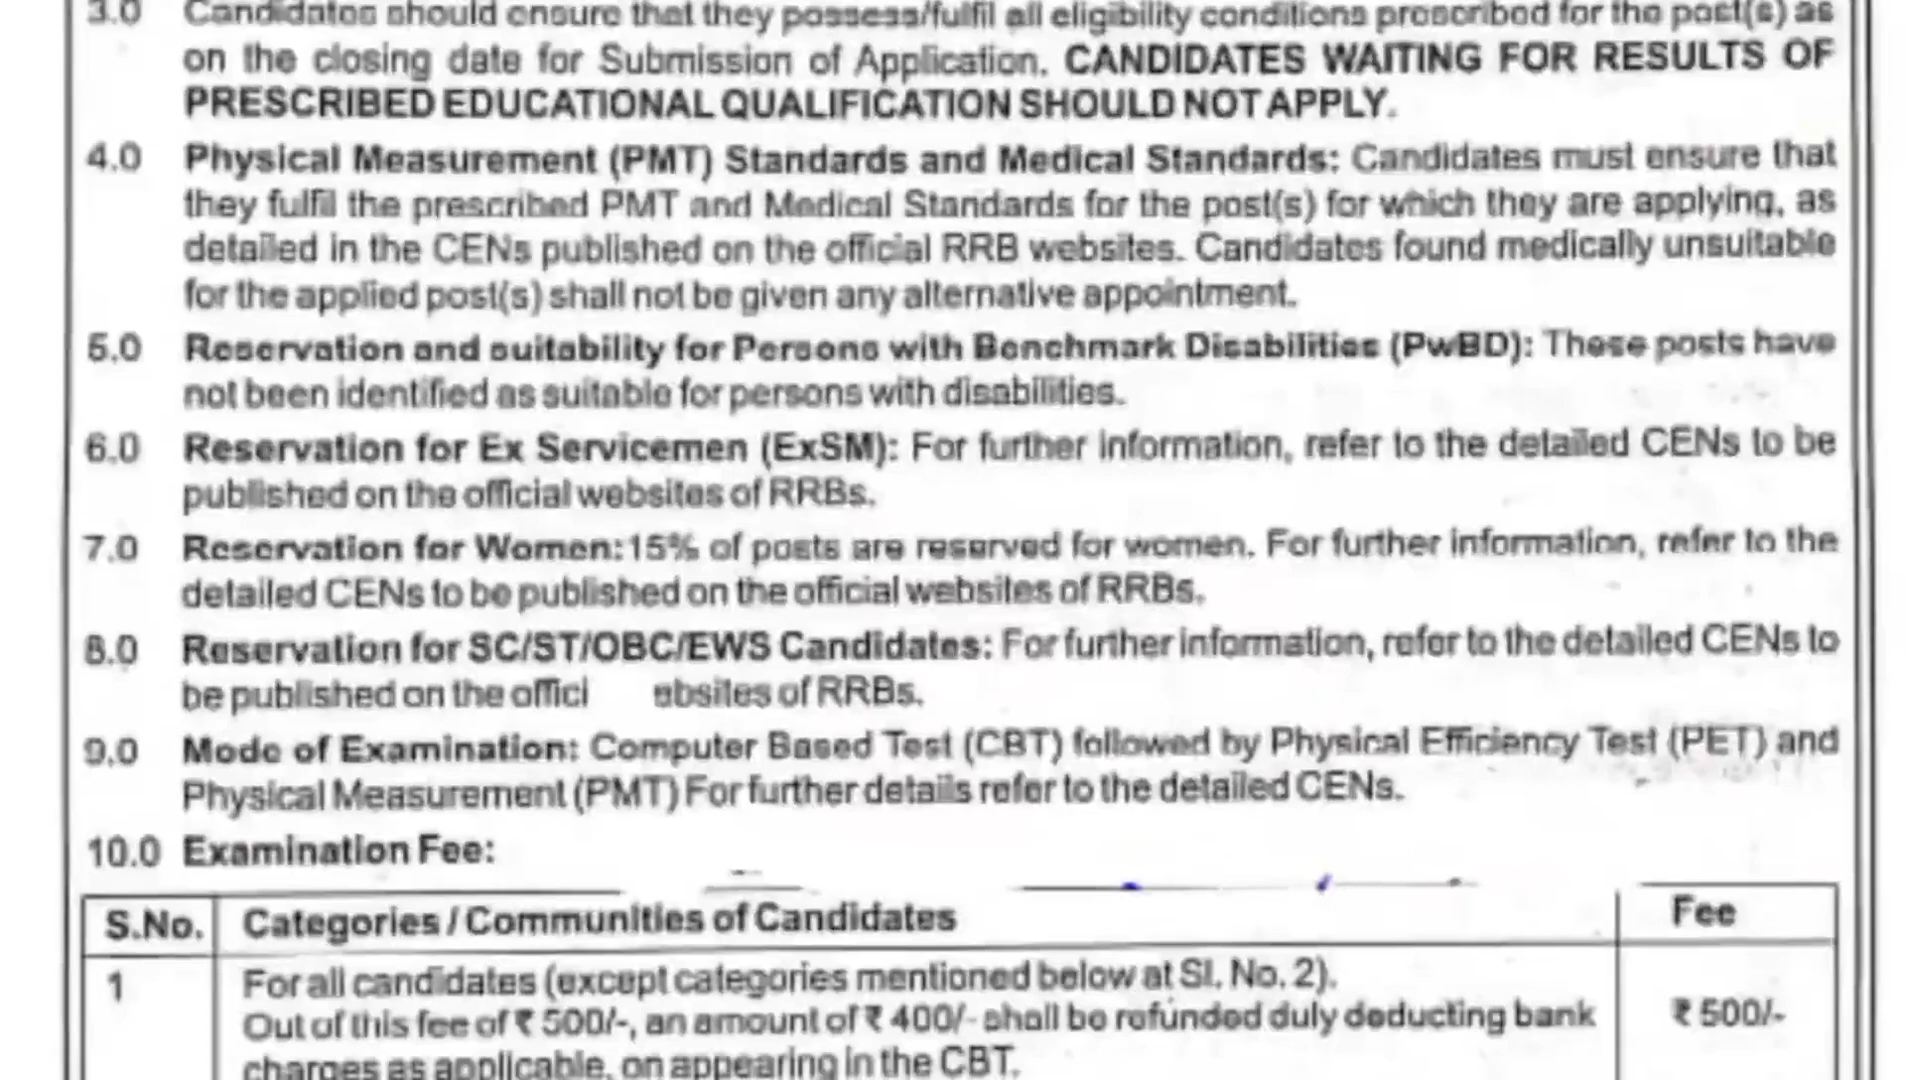 3.0 Candidates should ensure that they possess/fulfil all eligibility conditions prescribed for the post(s) as
on the closing date for Submission of Application. CANDIDATES WAITING FOR RESULTS OF
PRESCRIBED EDUCATIONAL QUALIFICATION SHOULD NOT APPLY.
4.0 Physical Measurement (PMT) Standards and Medical Standards: Candidates must ensure that
they fulfil the prescribed PMT and Medical Standards for the post(s) for which they are applying, as
detailed in the CENs published on the official RRB websites. Candidates found medically unsuitable
for the applied post(s) shall not be given any alternative appointment.
5.0 Reservation and suitability for Persons with Benchmark Disabilities (PwBD): These posts have
not been identified as suitable for persons with disabilities.
6.0 Reservation for Ex Servicemen (ExSM): For further information, refer to the detailed CENs to be
published on the official websites of RRBs.
7.0 Reservation for Women: 15% of posts are reserved for women. For further information, refer to the
detailed CENs to be published on the official websites of RRBs.
8.0 Reservation for SC/ST/OBC/EWS Candidates: For further information, refer to the detailed CENs to
be published on the offici ebsites of RRBs.
9.0 Mode of Examination: Computer Based Test (CBT) followed by Physical Efficiency Test (PET) and
Physical Measurement (PMT) For further details refer to the detailed CENs.
10.0 Examination Fee:
S.No. Categories / Communities of Candidates Fee
1 For all candidates (except categories mentioned below at Sl. No. 2).
Out of this fee of ₹ 500/-, an amount of ₹ 400/- shall be refunded duly deducting bank ₹ 500/-
charges as applicable, on appearing in the CBT.